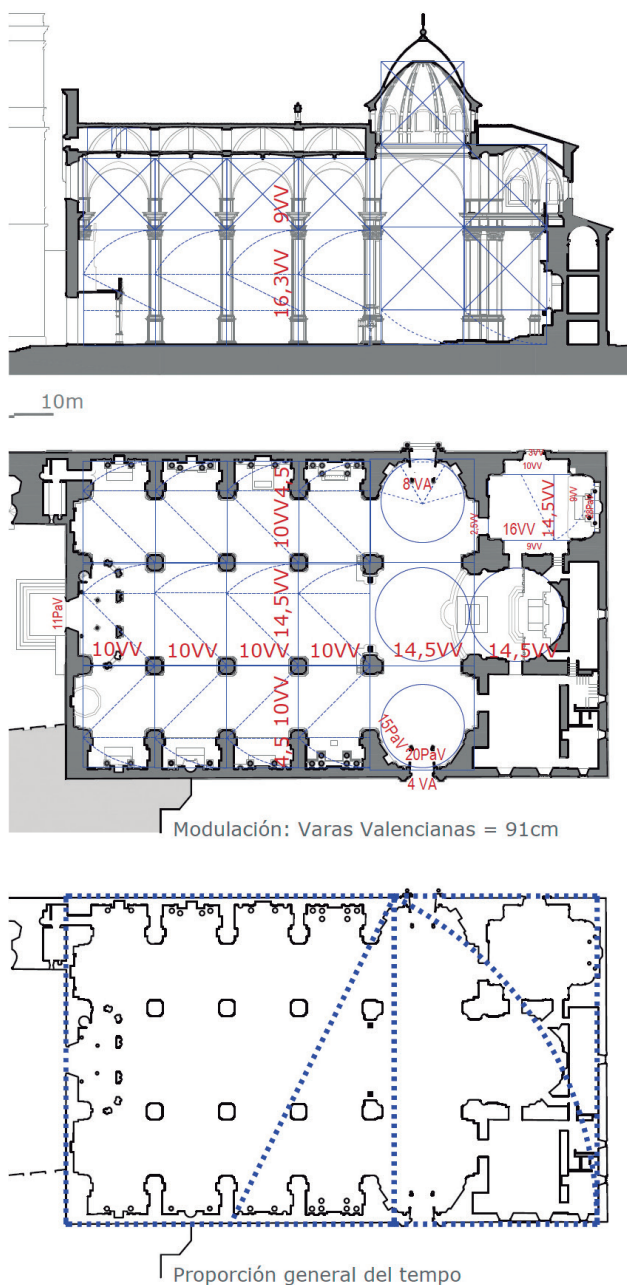 9VV
16,3VV
10m
3VV
10VV
4,5
8VA
10VV
2,5VV
14,5VV
9VV
16VV
9VV
11PaV
14,5VV
10VV
10VV
10VV
10VV
14,5VV
14,5VV
10VV
4,5
15PaV
20PaV
4 VA
Modulación: Varas Valencianas = 91cm
Proporción general del tempo